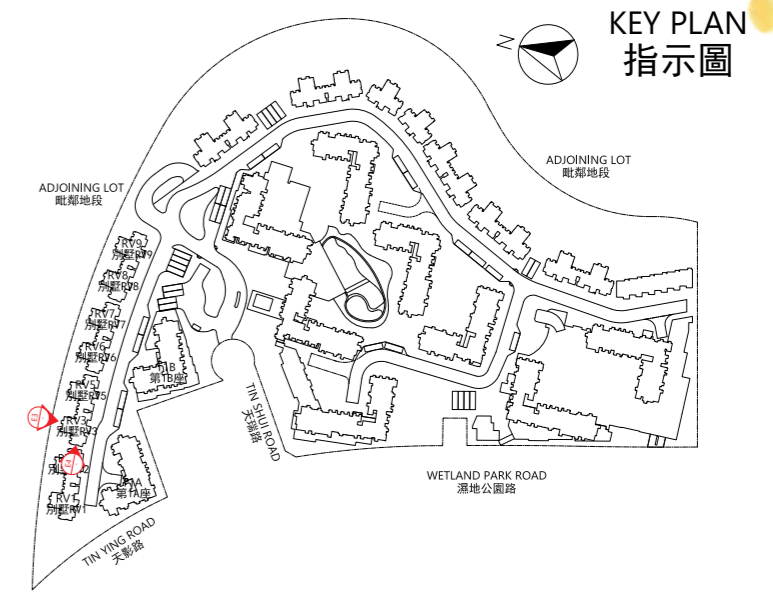 KEY PLAN
指示圖
N
ADJOINING LOT
毗鄰地段
ADJOINING LOT
毗鄰地段
RV9
別墅RV9
RV8
別墅RV8
RV7
別墅RV7
RV6
別墅RV6
RV5
別墅RV5
RV3
別墅RV3
E3
E4
RV1
別墅RV1
第1B座
第1A座
TIN SHUI ROAD
天瑞路
WETLAND PARK ROAD
濕地公園路
TIN YING ROAD
天影路